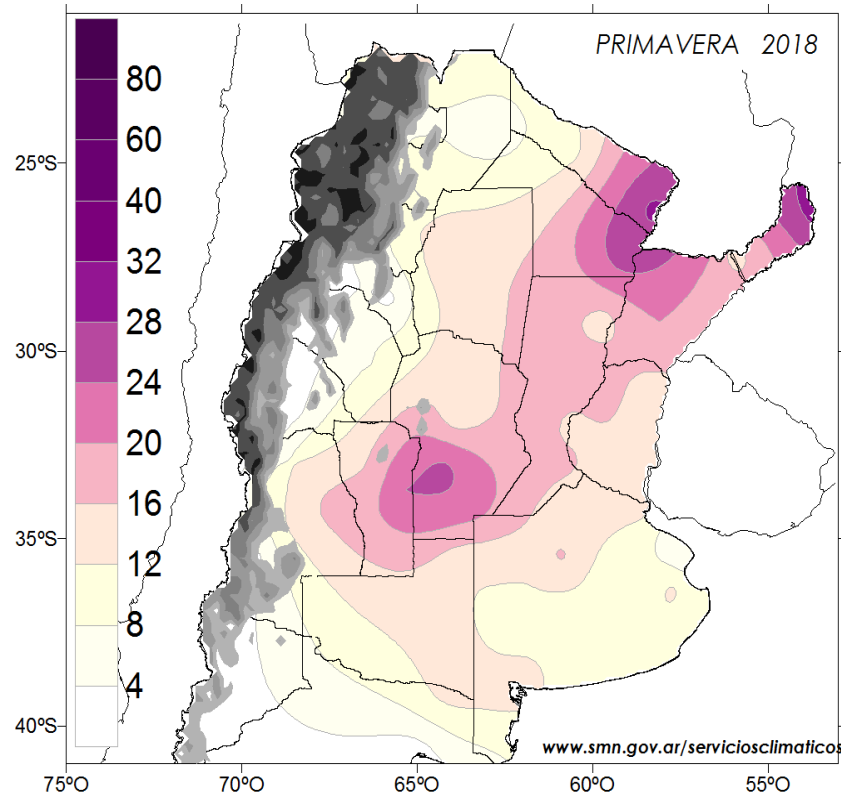 PRIMAVERA 2018
80
60
40
32
28
24
20
16
12
8
4
25ºS
30ºS
35ºS
40ºS
www.smn.gov.ar/serviciosclimaticos
75ºO
70ºO
65ºO
60ºO
55ºO